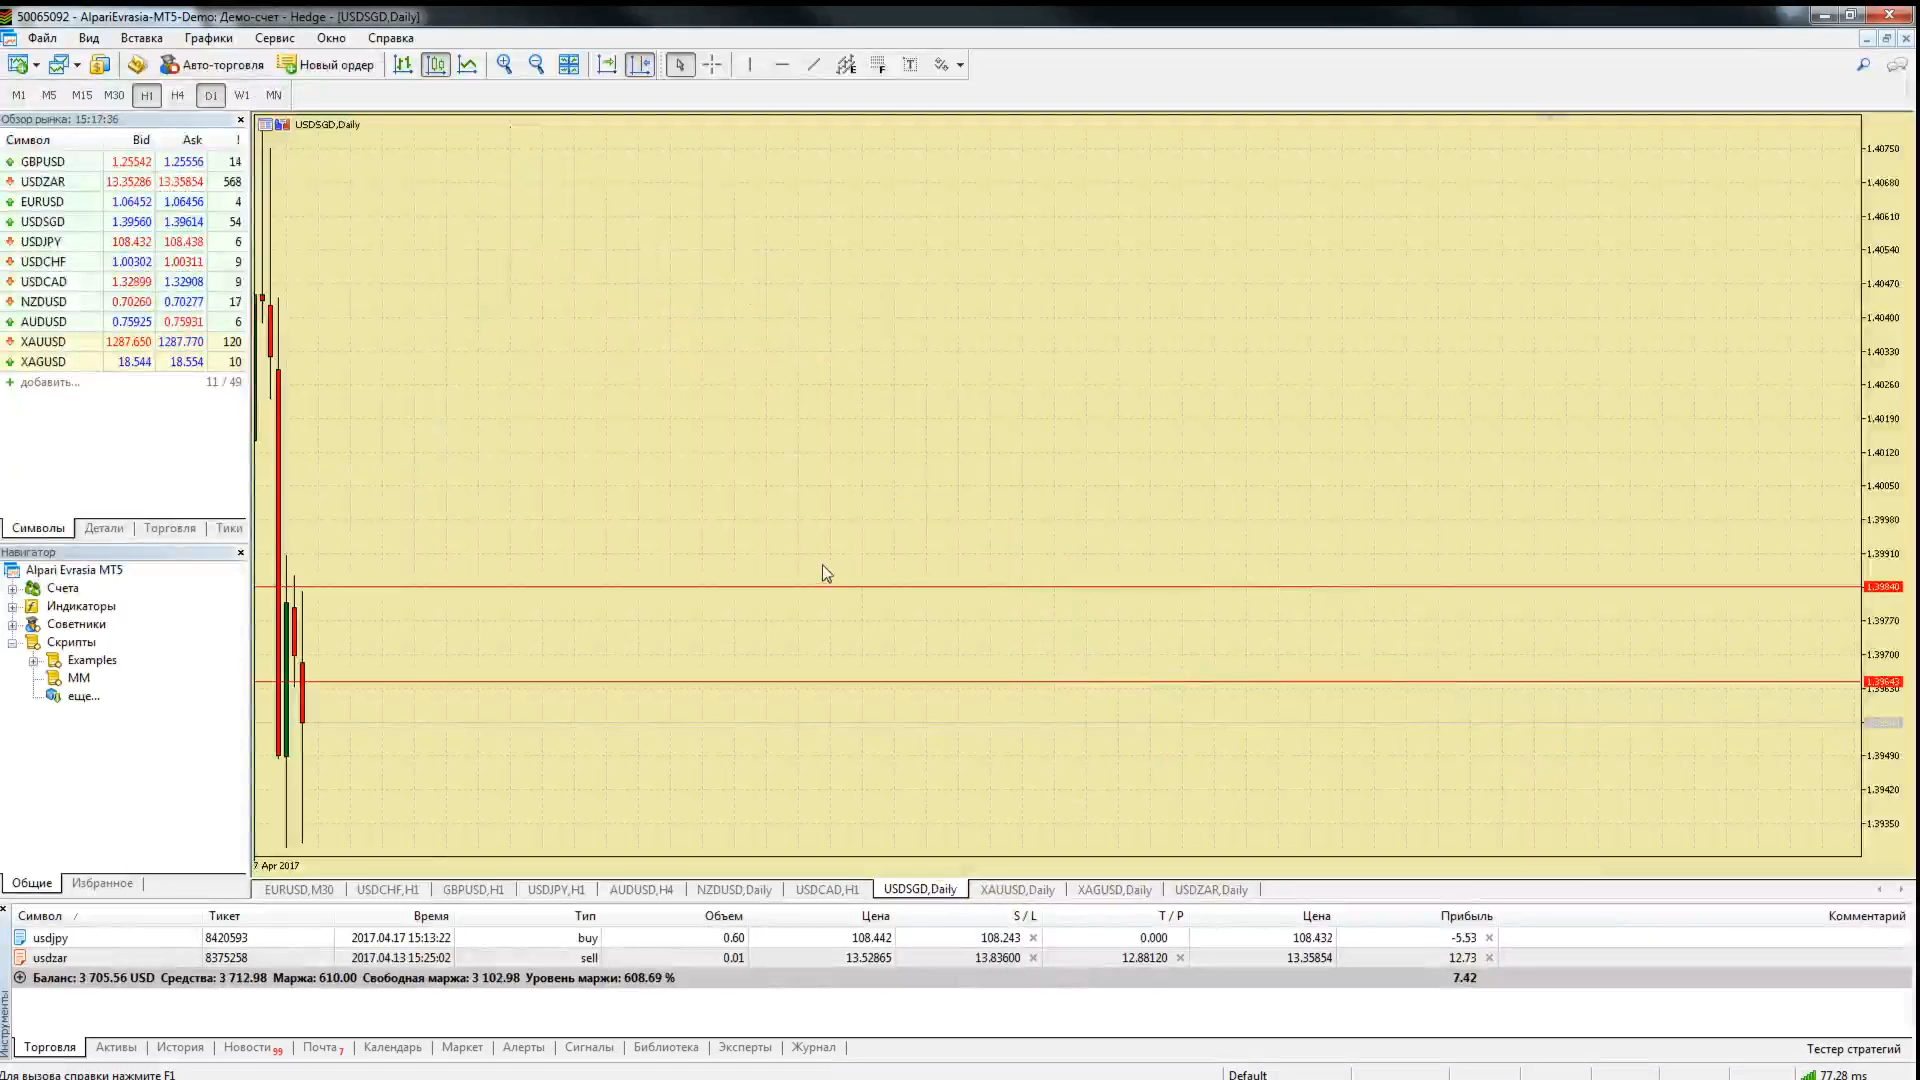 50065092 - AlpariEvrasia-MT5-Demo: Демо-счет - Hedge - [USDSGD,Daily]
Файл Вид Вставка Графики Сервис Окно Справка
Авто-торговля Новый ордер
M1 M5 M15 M30 H1 H4 D1 W1 MN
Обзор рынка: 15:17:36
Символ Bid Ask !
GBPUSD 1.25542 1.25556 14
USDZAR 13.35286 13.35854 568
EURUSD 1.06452 1.06456 4
USDSGD 1.39560 1.39614 54
USDJPY 108.432 108.438 6
USDCHF 1.00302 1.00311 9
USDCAD 1.32899 1.32908 9
NZDUSD 0.70260 0.70277 17
AUDUSD 0.75925 0.75931 6
XAUUSD 1287.650 1287.770 120
XAGUSD 18.544 18.554 10
+ добавить... 11 / 49
Символы Детали Торговля Тики
Навигатор
Alpari Evrasia MT5
Счета
Индикаторы
Советники
Скрипты
Examples
MM
еще...
Общие Избранное
USDSGD,Daily
1.40750
1.40680
1.40610
1.40540
1.40470
1.40400
1.40330
1.40260
1.40190
1.40120
1.40050
1.39980
1.39910
1.39840
1.39770
1.39700
1.39643
1.39630
1.39490
1.39420
1.39350
7 Apr 2017
EURUSD,M30 USDCHF,H1 GBPUSD,H1 USDJPY,H1 AUDUSD,H4 NZDUSD,Daily USDCAD,H1 USDSGD,Daily XAUUSD,Daily XAGUSD,Daily USDZAR,Daily
Символ / Тикет Время Тип Объем Цена S / L T / P Цена Прибыль Комментарий
usdjpy 8420593 2017.04.17 15:13:22 buy 0.60 108.442 108.243 0.000 108.432 -5.53
usdzar 8375258 2017.04.13 15:25:02 sell 0.01 13.52865 13.83600 12.88120 13.35854 12.73
Баланс: 3 705.56 USD Средства: 3 712.98 Маржа: 610.00 Свободная маржа: 3 102.98 Уровень маржи: 608.69 % 7.42
Инструменты
Торговля Активы История Новости 99 Почта 7 Календарь Маркет Алерты Сигналы Библиотека Эксперты Журнал Тестер стратегий
Для вызова справки нажмите F1 Default 77.28 ms